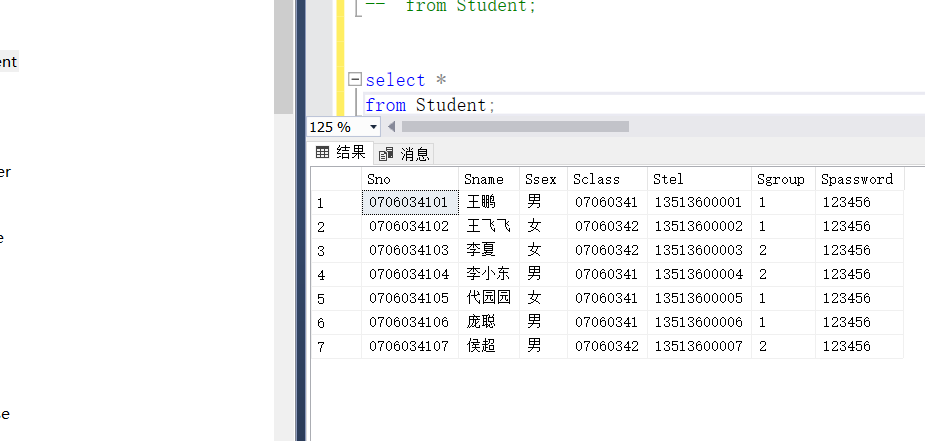 -- from Student;
ent
select *
from Student;
125 %
结果 消息
er
Sno Sname Ssex Sclass Stel Sgroup Spassword
1 0706034101 王鹏 男 07060341 13513600001 1 123456
2 0706034102 王飞飞 女 07060342 13513600002 1 123456
e
3 0706034103 李夏 女 07060342 13513600003 2 123456
4 0706034104 李小东 男 07060341 13513600004 2 123456
5 0706034105 代园园 女 07060341 13513600005 1 123456
6 0706034106 庞聪 男 07060341 13513600006 1 123456
7 0706034107 侯超 男 07060342 13513600007 2 123456
se